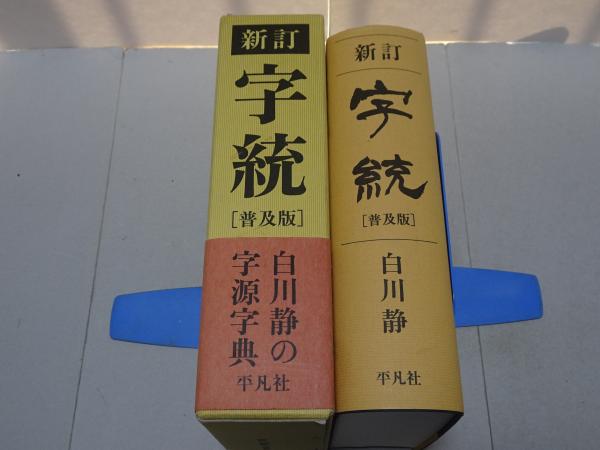 新訂
字統
[普及版]
白川静の
字源字典
平凡社
新訂
字統
[普及版]
白川静
平凡社